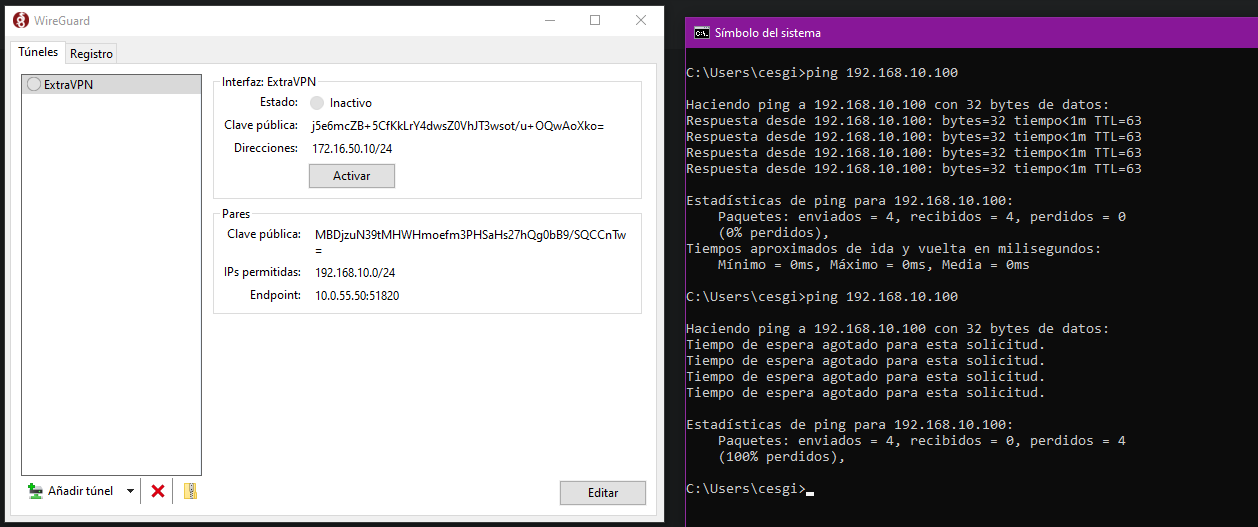 WireGuard
Túneles
Registro
ExtraVPN
Interfaz: ExtraVPN
Estado: Inactivo
Clave pública: j5e6mcZB+5CfKkLrY4dwsZ0VhJT3wsot/u+OQwAoXko=
Direcciones: 172.16.50.10/24
Activar
Pares
Clave pública: MBDjzuN39tMHWHmoefm3PHSaHs27hQg0bB9/SQCCnTw
=
IPs permitidas: 192.168.10.0/24
Endpoint: 10.0.55.50:51820
Añadir túnel
Editar
C:\.
Símbolo del sistema
C:\Users\cesgi>ping 192.168.10.100
Haciendo ping a 192.168.10.100 con 32 bytes de datos:
Respuesta desde 192.168.10.100: bytes=32 tiempo<1m TTL=63
Respuesta desde 192.168.10.100: bytes=32 tiempo<1m TTL=63
Respuesta desde 192.168.10.100: bytes=32 tiempo<1m TTL=63
Respuesta desde 192.168.10.100: bytes=32 tiempo<1m TTL=63
Estadísticas de ping para 192.168.10.100:
Paquetes: enviados = 4, recibidos = 4, perdidos = 0
(0% perdidos),
Tiempos aproximados de ida y vuelta en milisegundos:
Mínimo = 0ms, Máximo = 0ms, Media = 0ms
C:\Users\cesgi>ping 192.168.10.100
Haciendo ping a 192.168.10.100 con 32 bytes de datos:
Tiempo de espera agotado para esta solicitud.
Tiempo de espera agotado para esta solicitud.
Tiempo de espera agotado para esta solicitud.
Tiempo de espera agotado para esta solicitud.
Estadísticas de ping para 192.168.10.100:
Paquetes: enviados = 4, recibidos = 0, perdidos = 4
(100% perdidos),
C:\Users\cesgi>